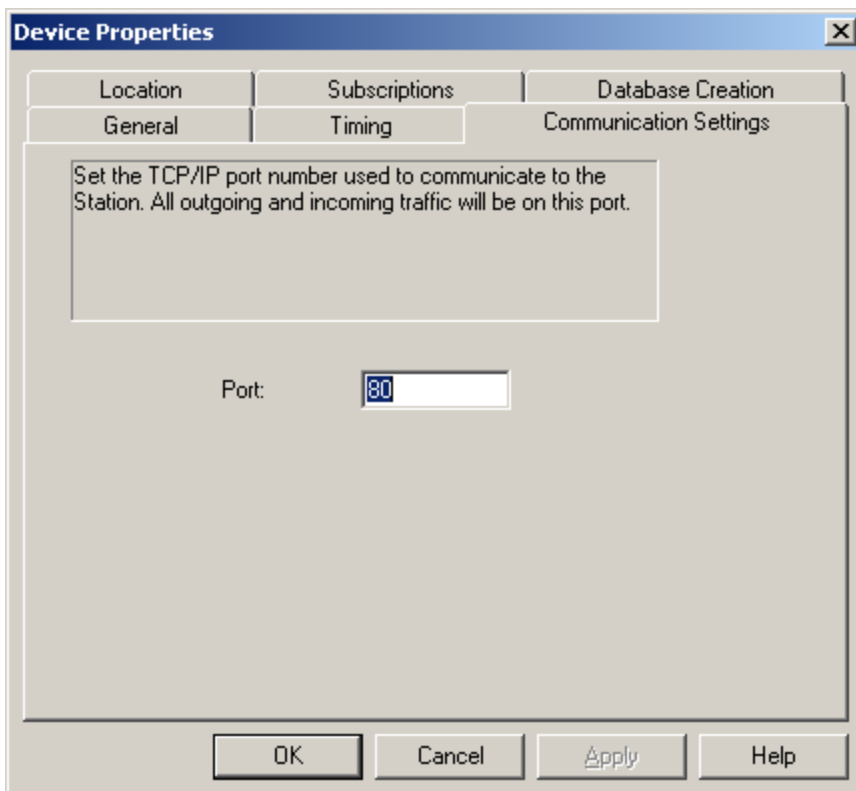 Device Properties
Location Subscriptions Database Creation
General Timing Communication Settings
Set the TCP/IP port number used to communicate to the
Station. All outgoing and incoming traffic will be on this port.
Port: 80
OK Cancel Apply Help